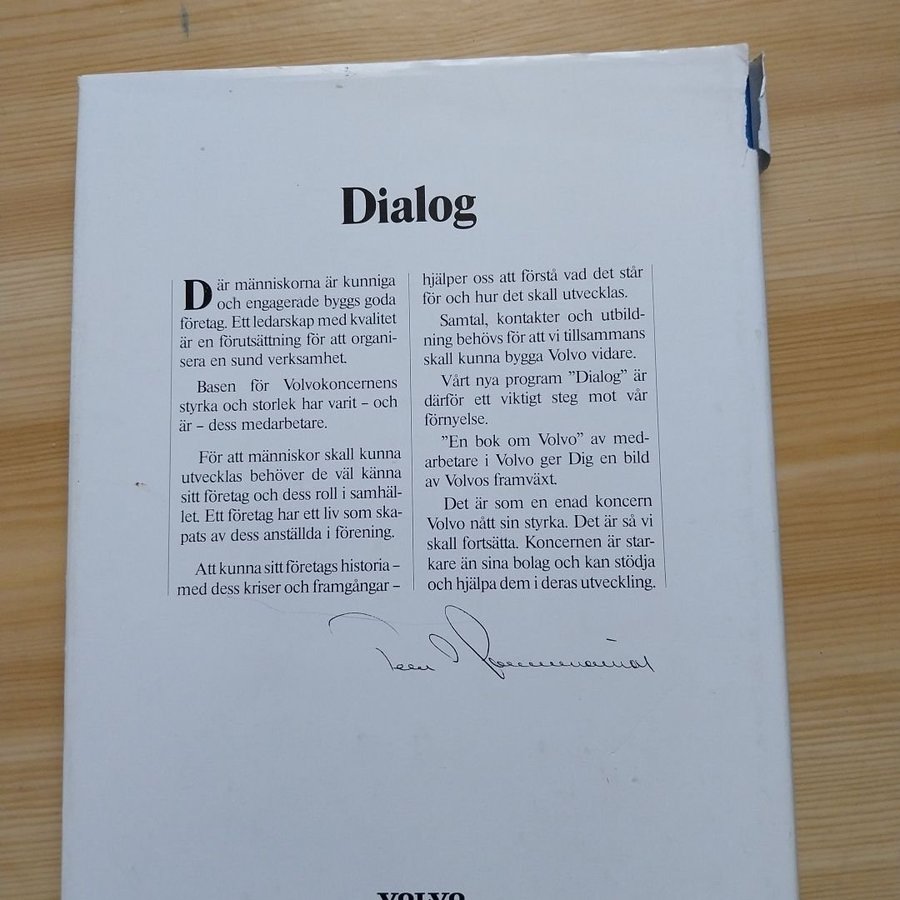 Dialog
Där människorna är kunniga
och engagerade byggs goda
företag. Ett ledarskap med kvalitet
är en förutsättning för att organi-
sera en sund verksamhet.
Basen för Volvokoncernens
styrka och storlek har varit – och
är – dess medarbetare.
För att människor skall kunna
utvecklas behöver de väl känna
sitt företag och dess roll i samhäl-
let. Ett företag har ett liv som ska-
pats av dess anställda i förening.
Att kunna sitt företags historia –
med dess kriser och framgångar –
hjälper oss att förstå vad det står
för och hur det skall utvecklas.
Samtal, kontakter och utbild-
ning behövs för att vi tillsammans
skall kunna bygga Volvo vidare.
Vårt nya program ”Dialog” är
därför ett viktigt steg mot vår
förnyelse.
”En bok om Volvo” av med-
arbetare i Volvo ger Dig en bild
av Volvos framväxt.
Det är som en enad koncern
Volvo nått sin styrka. Det är så vi
skall fortsätta. Koncernen är star-
kare än sina bolag och kan stödja
och hjälpa dem i deras utveckling.
VOLVO